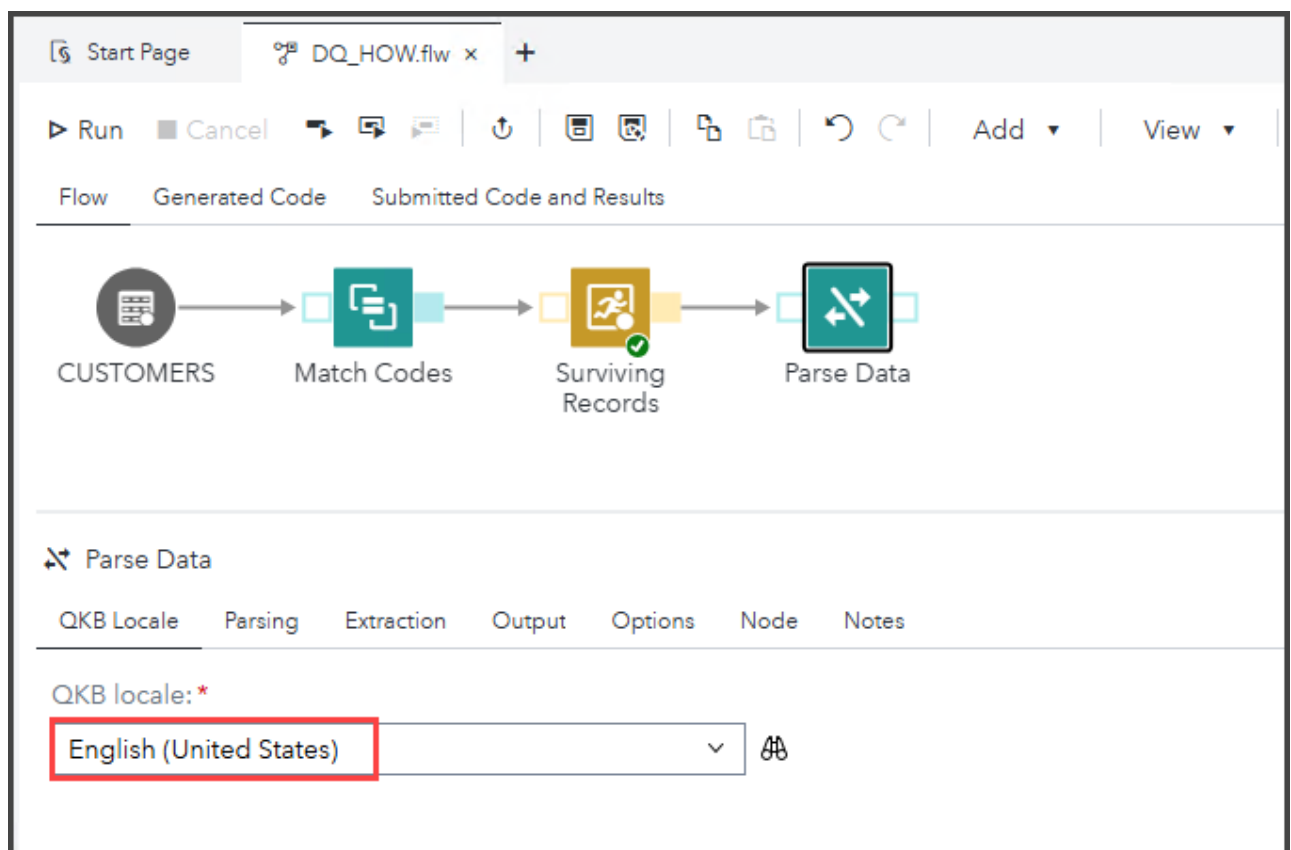 Start Page DQ_HOW.flw × +
Run Cancel Add View
Flow Generated Code Submitted Code and Results
CUSTOMERS Match Codes Surviving Records Parse Data
Parse Data
QKB Locale Parsing Extraction Output Options Node Notes
QKB locale: *
English (United States)